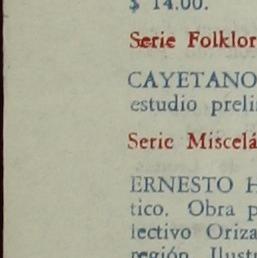 $ 14.00.
Serie Folklor
CAYETANO
estudio preli
Serie Miscelá
ERNESTO H
tico. Obra p
lectivo Oriza
región. Ilust